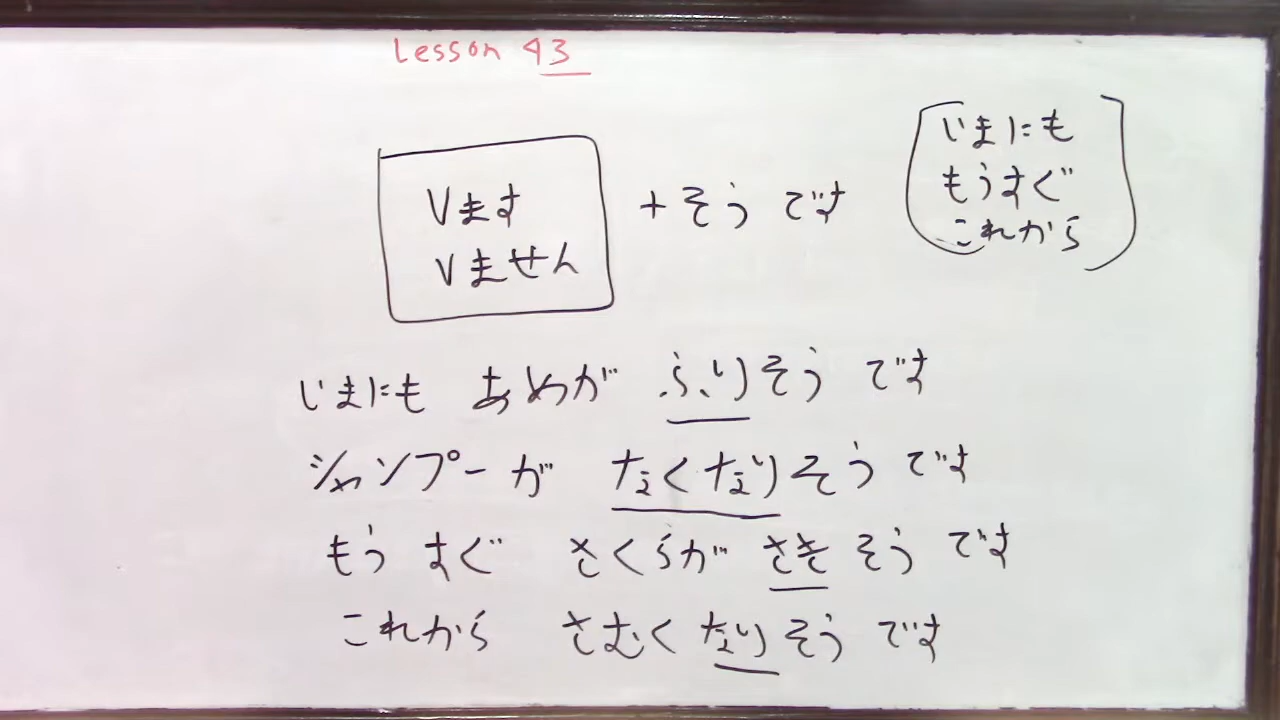 Lesson 43
Vます
Vません
+そう です
いまにも
もうすぐ
これから
いまにも あめが ふりそう です
シャンプーが なくなりそう です
もうすぐ さくらが さきそう です
これから さむく なりそう です